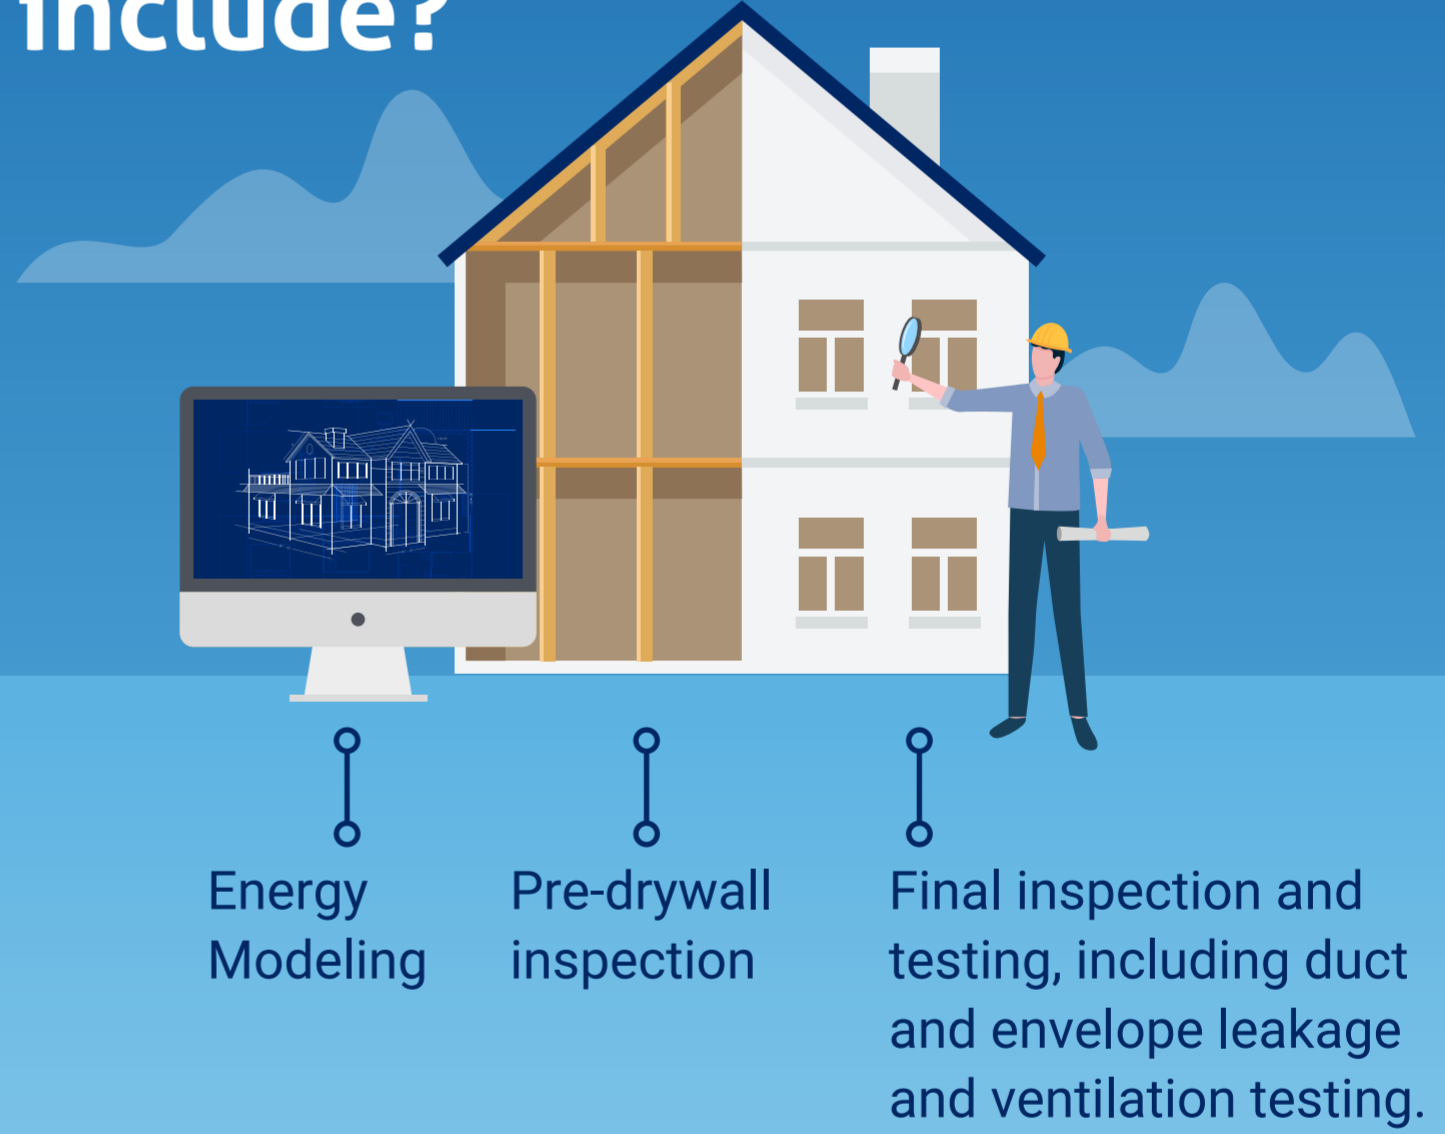 include?
Energy
Modeling
Pre-drywall
inspection
Final inspection and
testing, including duct
and envelope leakage
and ventilation testing.